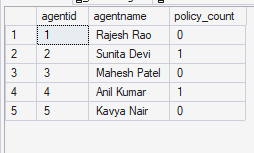 agentid agentname policy_count
1 1 Rajesh Rao 0
2 2 Sunita Devi 1
3 3 Mahesh Patel 0
4 4 Anil Kumar 1
5 5 Kavya Nair 0